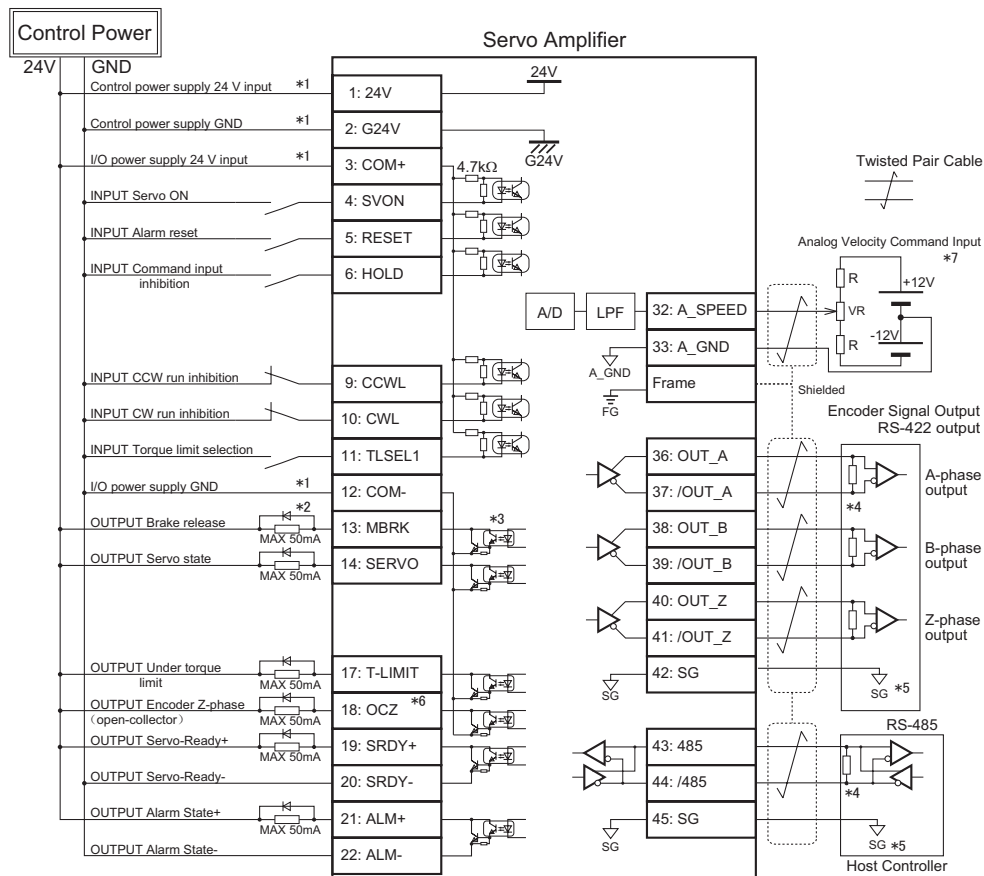 Control Power
24V
GND
Servo Amplifier
Control power supply 24 V input *1
1: 24V
24V
Control power supply GND *1
2: G24V
G24V
I/O power supply 24 V input *1
3: COM+
4.7kΩ
INPUT Servo ON
4: SVON
INPUT Alarm reset
5: RESET
INPUT Command input
inhibition
6: HOLD
INPUT CCW run inhibition
9: CCWL
INPUT CW run inhibition
10: CWL
INPUT Torque limit selection
11: TLSEL1
I/O power supply GND *1
12: COM-
*2
OUTPUT Brake release
MAX 50mA
13: MBRK
*3
OUTPUT Servo state
MAX 50mA
14: SERVO
OUTPUT Under torque
limit
MAX 50mA
17: T-LIMIT
OUTPUT Encoder Z-phase
(open-collector)
MAX 50mA
18: OCZ *6
OUTPUT Servo-Ready+
MAX 50mA
19: SRDY+
OUTPUT Servo-Ready-
20: SRDY-
OUTPUT Alarm State+
MAX 50mA
21: ALM+
OUTPUT Alarm State-
22: ALM-
Twisted Pair Cable
Analog Velocity Command Input
*7
R
+12V
VR
-12V
R
A/D
LPF
32: A_SPEED
33: A_GND
A_GND
Frame
FG
Shielded
Encoder Signal Output
RS-422 output
36: OUT_A
37: /OUT_A
*4
A-phase
output
38: OUT_B
39: /OUT_B
B-phase
output
40: OUT_Z
41: /OUT_Z
Z-phase
output
42: SG
SG
SG *5
RS-485
43: 485
44: /485
*4
45: SG
SG
SG *5
Host Controller